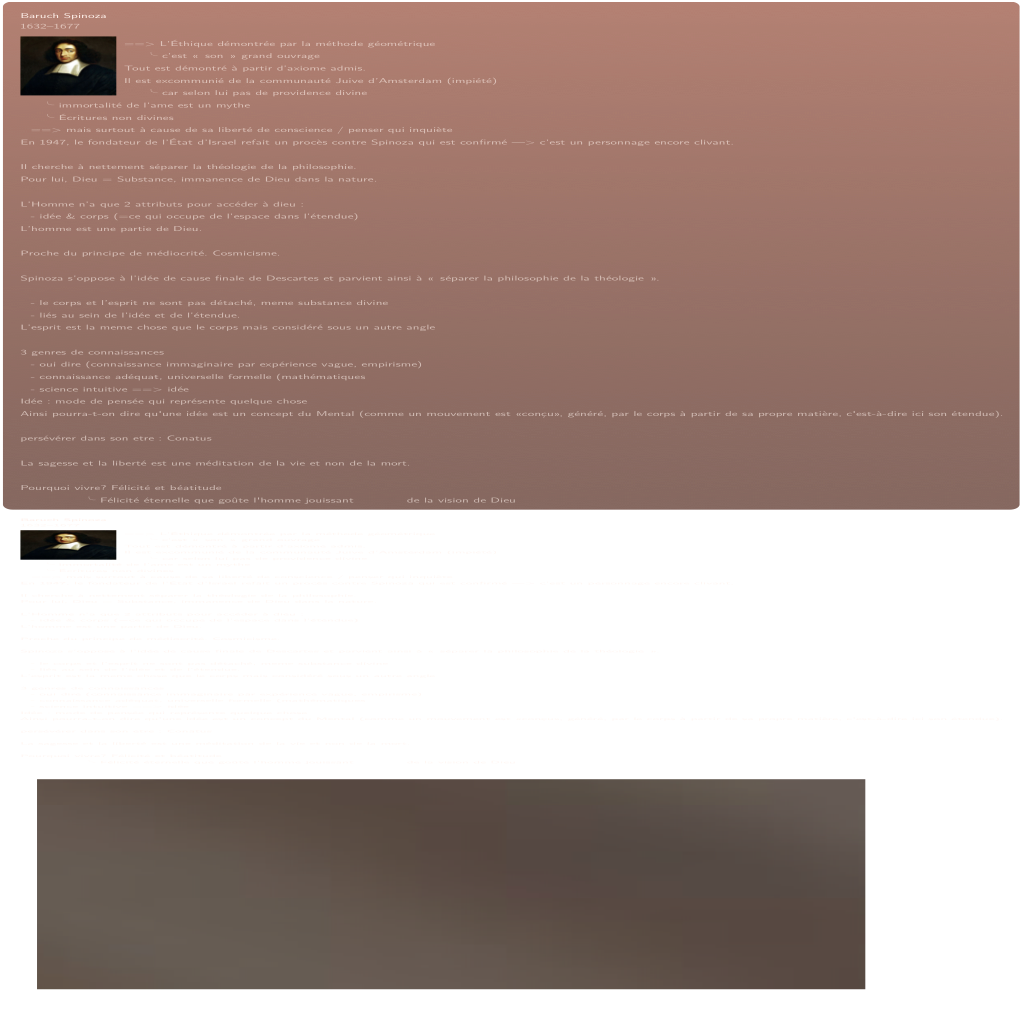 Baruch Spinoza
1632–1677
==> L'Éthique démontrée par la méthode géométrique
╰ c'est « son » grand ouvrage
Tout est démontré à partir d'axiome admis.
Il est excommunié de la communauté Juive d'Amsterdam (impiété)
╰ car selon lui pas de providence divine
╰ immortalité de l'ame est un mythe
╰ Écritures non divines
==> mais surtout à cause de sa liberté de conscience / penser qui inquiète
En 1947, le fondateur de l'État d'Israel refait un procès contre Spinoza qui est confirmé —> c'est un personnage encore clivant.
Il cherche à nettement séparer la théologie de la philosophie.
Pour lui, Dieu = Substance, immanence de Dieu dans la nature.
L'Homme n'a que 2 attributs pour accéder à dieu :
- idée & corps (=ce qui occupe de l'espace dans l'étendue)
L'homme est une partie de Dieu.
Proche du principe de médiocrité. Cosmicisme.
Spinoza s'oppose à l'idée de cause finale de Descartes et parvient ainsi à « séparer la philosophie de la théologie ».
- le corps et l'esprit ne sont pas détaché, meme substance divine
- liés au sein de l'idée et de l'étendue.
L'esprit est la meme chose que le corps mais considéré sous un autre angle
3 genres de connaissances
- oui dire (connaissance immaginaire par expérience vague, empirisme)
- connaissance adéquat, universelle formelle (mathématiques
- science intuitive ==> idée
Idée : mode de pensée qui représente quelque chose
Ainsi pourra-t-on dire qu'une idée est un concept du Mental (comme un mouvement est «conçu», généré, par le corps à partir de sa propre matière, c'est-à-dire ici son étendue).
persévérer dans son etre : Conatus
La sagesse et la liberté est une méditation de la vie et non de la mort.
Pourquoi vivre? Félicité et béatitude
╰ Félicité éternelle que goûte l'homme jouissant de la vision de Dieu